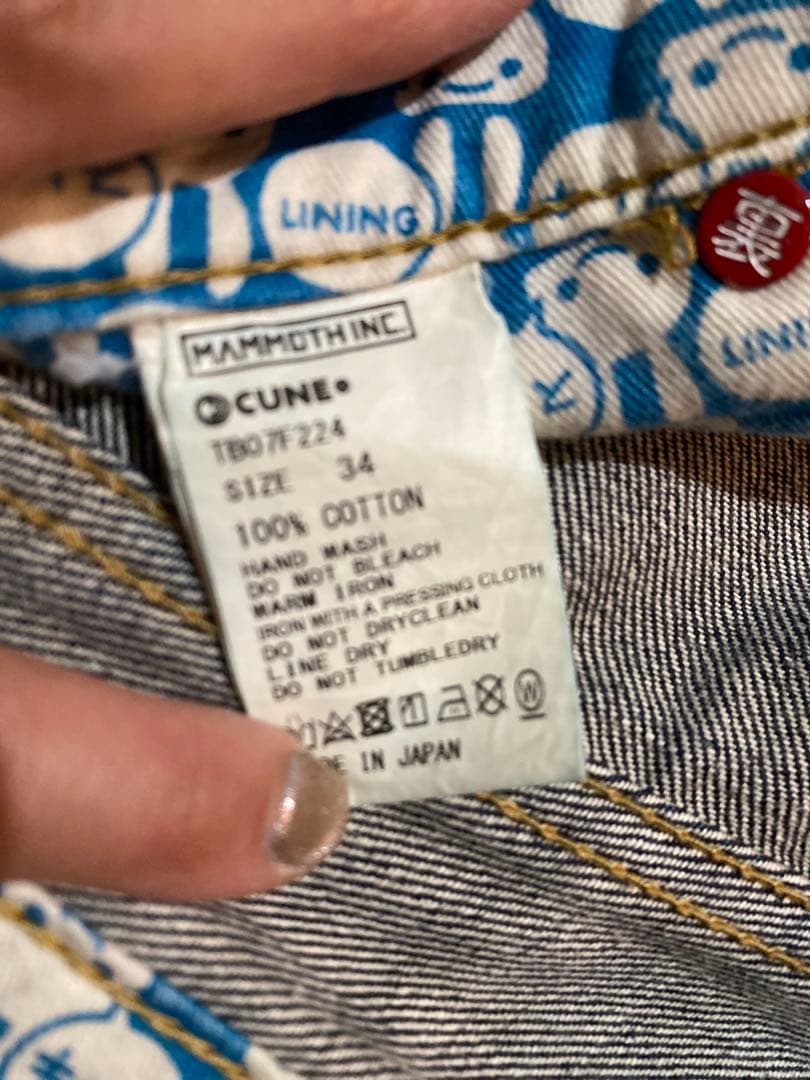 LINING
MAMMOTH INC.
CUNE
TB07F224
SIZE 34
100% COTTON
HAND WASH
DO NOT BLEACH
WARM IRON
IRON WITH A PRESSING CLOTH
DO NOT DRYCLEAN
LINE DRY
DO NOT TUMBLEDRY
W
IN JAPAN